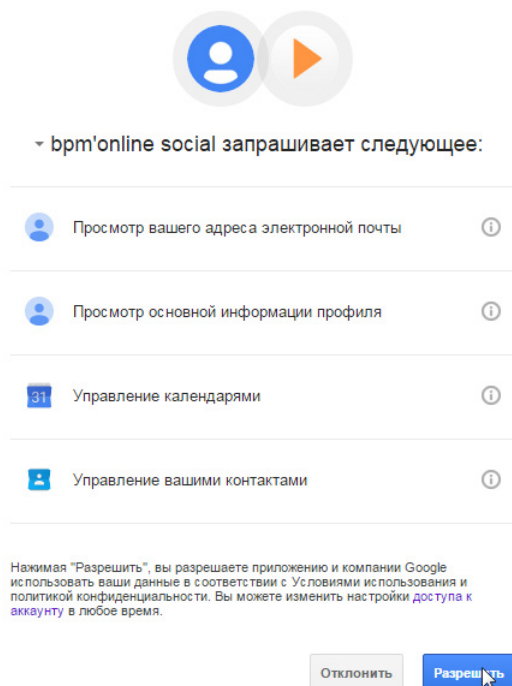 bpm'online social запрашивает следующее:
Просмотр вашего адреса электронной почты
Просмотр основной информации профиля
31 Управление календарями
Управление вашими контактами
Нажимая "Разрешить", вы разрешаете приложению и компании Google
использовать ваши данные в соответствии с Условиями использования и
политикой конфиденциальности. Вы можете изменить настройки доступа к
аккаунту в любое время.
Отклонить Разрешить